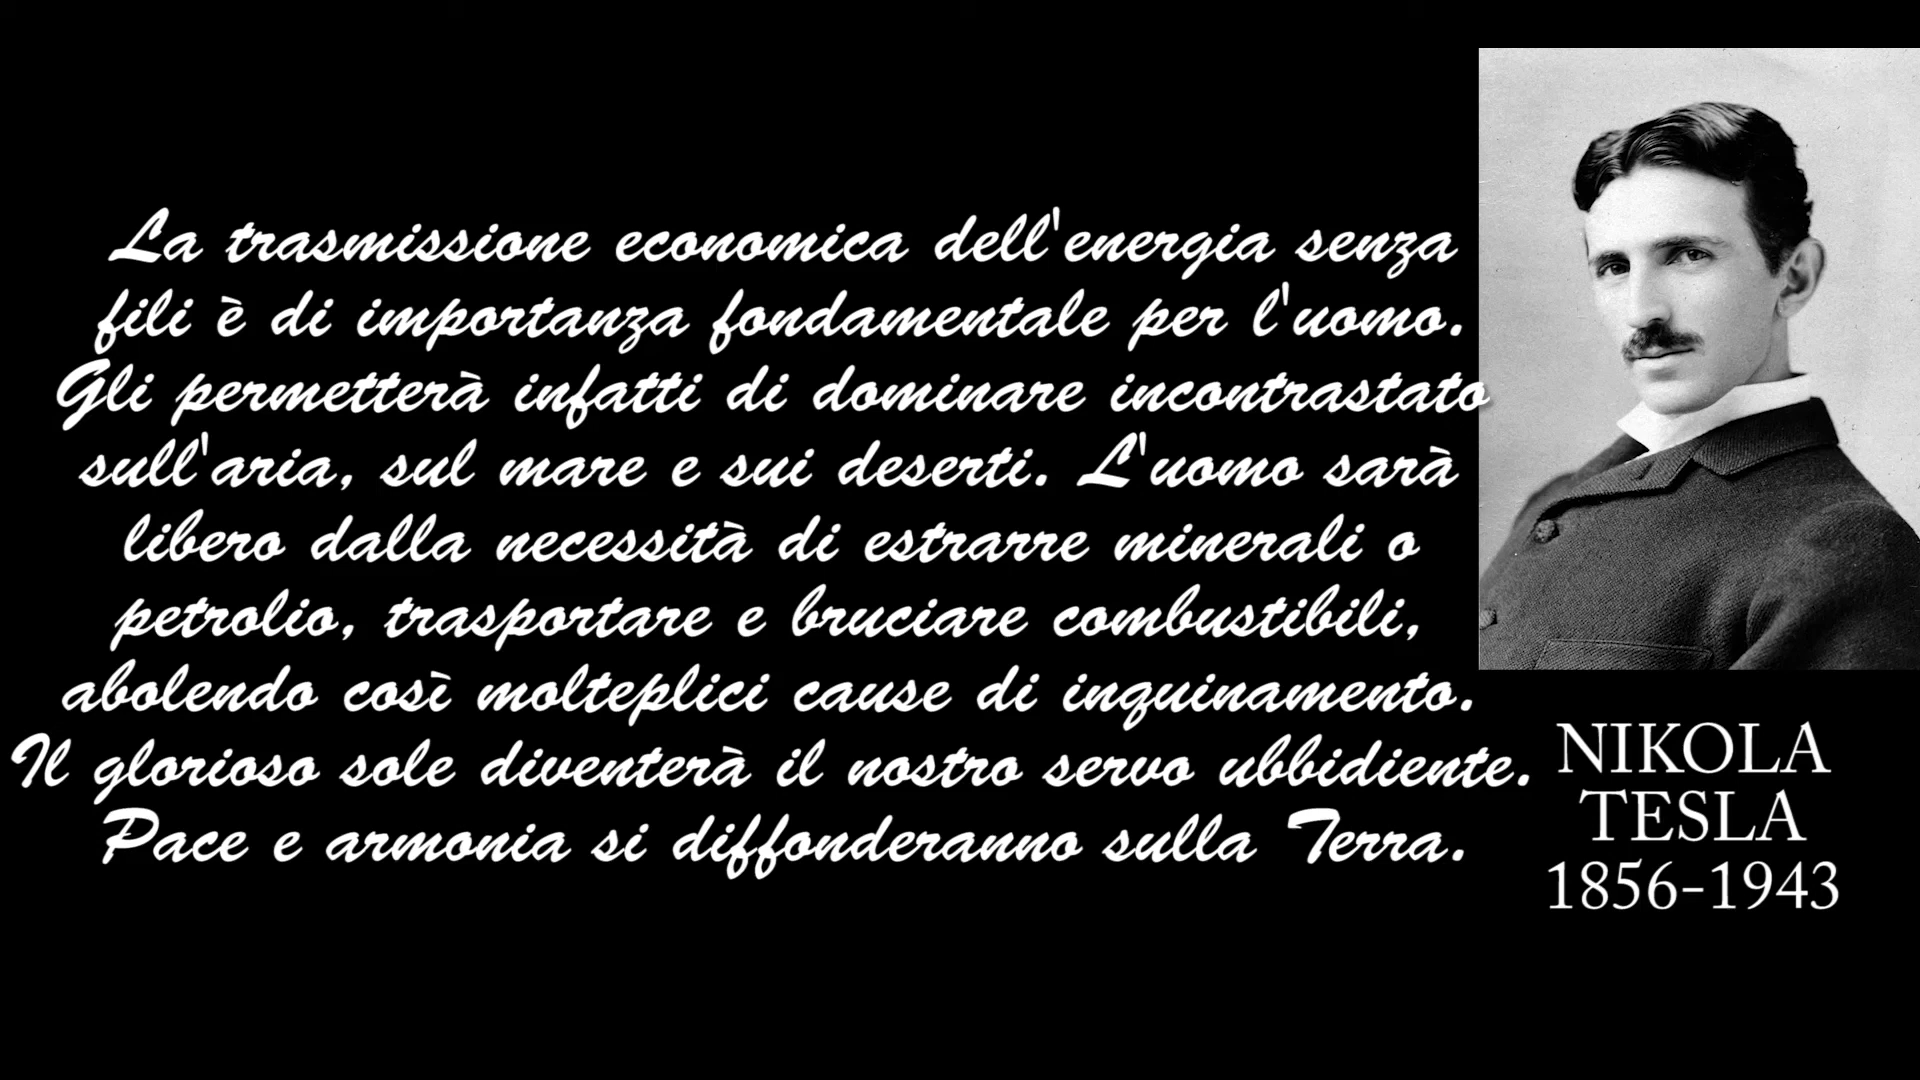 La trasmissione economica dell'energia senza
fili è di importanza fondamentale per l'uomo.
Gli permetterà infatti di dominare incontrastato
sull'aria, sul mare e sui deserti. L'uomo sarà
libero dalla necessità di estrarre minerali o
petrolio, trasportare e bruciare combustibili,
abolendo così molteplici cause di inquinamento.
Il glorioso sole diventerà il nostro servo ubbidiente.
Pace e armonia si diffonderanno sulla Terra.
NIKOLA
TESLA
1856-1943